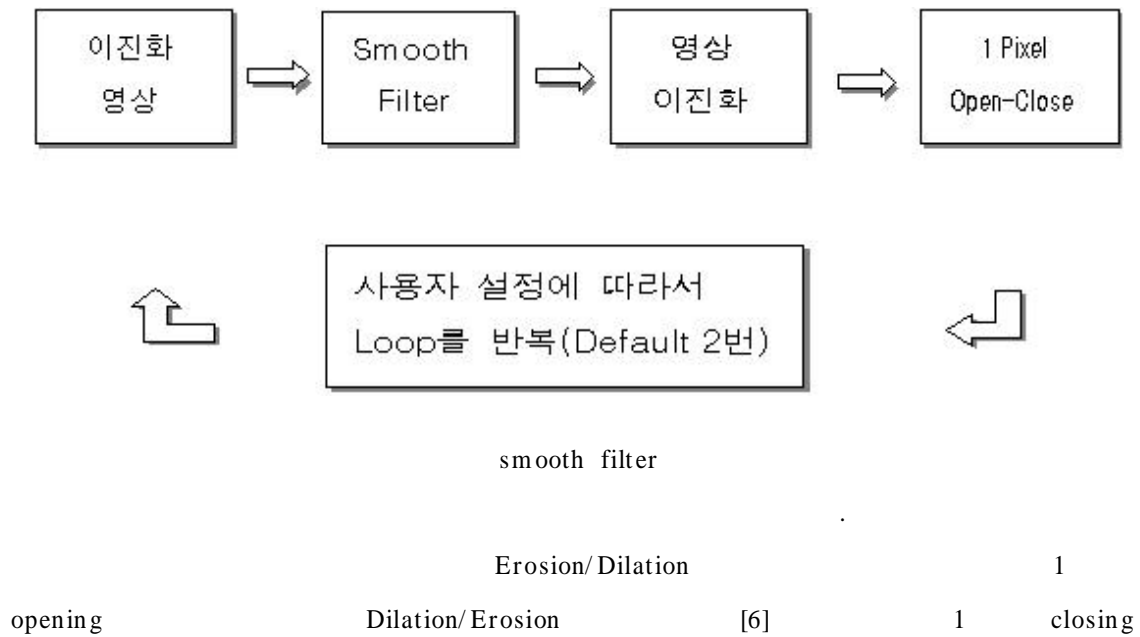 이진화
영상
Smooth
Filter
영상
이진화
1 Pixel
Open-Close
사용자 설정에 따라서
Loop를 반복(Default 2번)
smooth filter
.
Erosion/Dilation 1
opening Dilation/Erosion [6] 1 closing